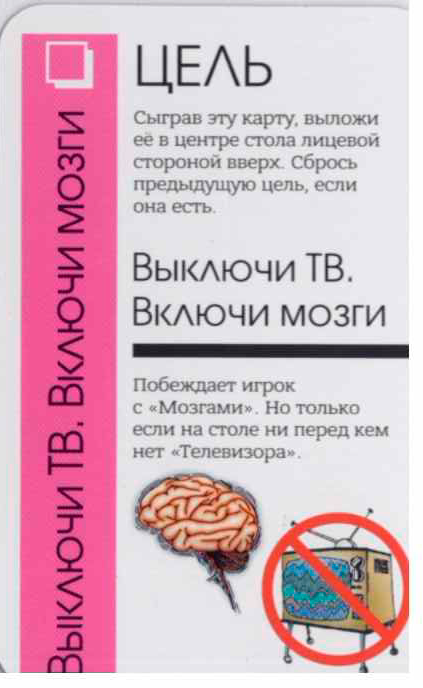 ЦЕЛЬ
Сыграв эту карту, выложи
её в центре стола лицевой
стороной вверх. Сбрось
предыдущую цель, если
она есть.
Выключи ТВ.
Включи мозги
Побеждает игрок
с «Мозгами». Но только
если на столе ни перед кем
нет «Телевизора».
Выключи ТВ. Включи мозги